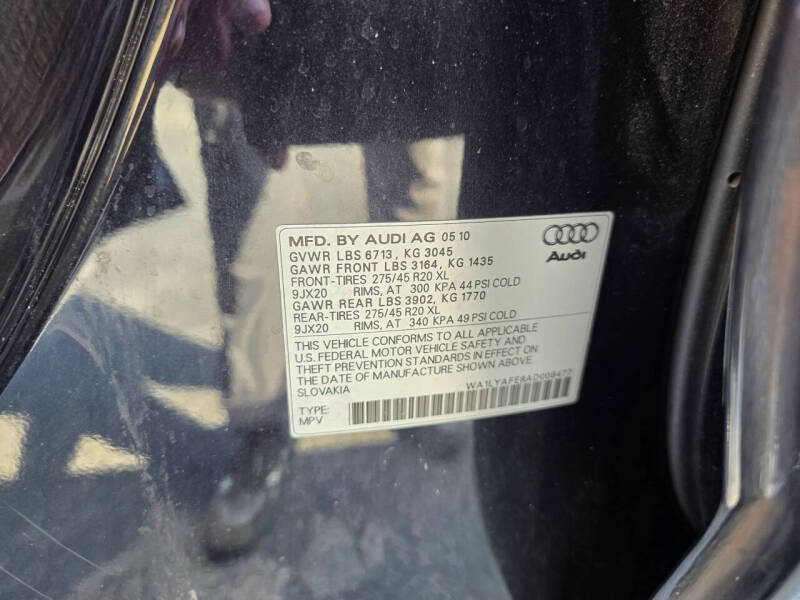 MFD. BY AUDI AG 05 10
GVWR LBS 6713, KG 3045
GAWR FRONT LBS 3164, KG 1435
FRONT-TIRES 275/45 R20 XL
9JX20 RIMS, AT 300 KPA 44 PSI COLD
GAWR REAR LBS 3902, KG 1770
REAR-TIRES 275/45 R20 XL
9JX20 RIMS, AT 340 KPA 49 PSI COLD
Audi
THIS VEHICLE CONFORMS TO ALL APPLICABLE
U.S. FEDERAL MOTOR VEHICLE SAFETY AND
THEFT PREVENTION STANDARDS IN EFFECT ON
THE DATE OF MANUFACTURE SHOWN ABOVE.
SLOVAKIA
WA1LYAFE8AD008477
TYPE:
MPV